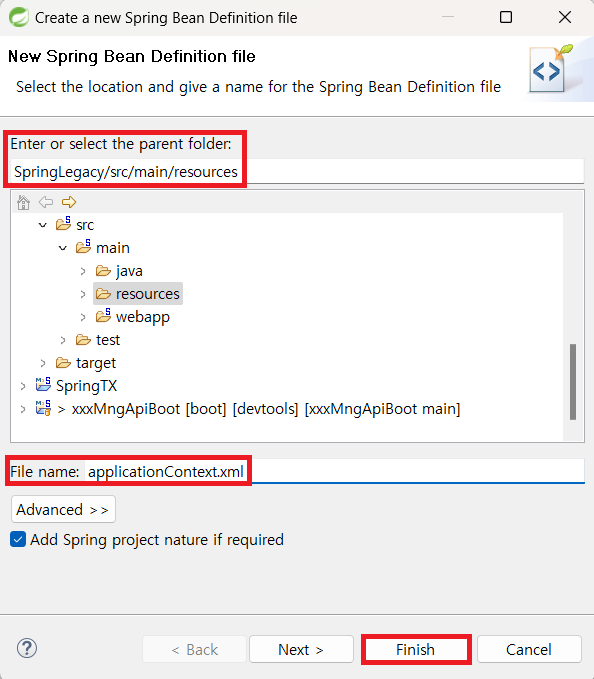 Create a new Spring Bean Definition file
New Spring Bean Definition file
Select the location and give a name for the Spring Bean Definition file
Enter or select the parent folder:
SpringLegacy/src/main/resources
src
main
java
resources
webapp
test
target
SpringTX
> xxxMngApiBoot [boot] [devtools] [xxxMngApiBoot main]
File name: applicationContext.xml
Advanced >>
Add Spring project nature if required
< Back Next > Finish Cancel